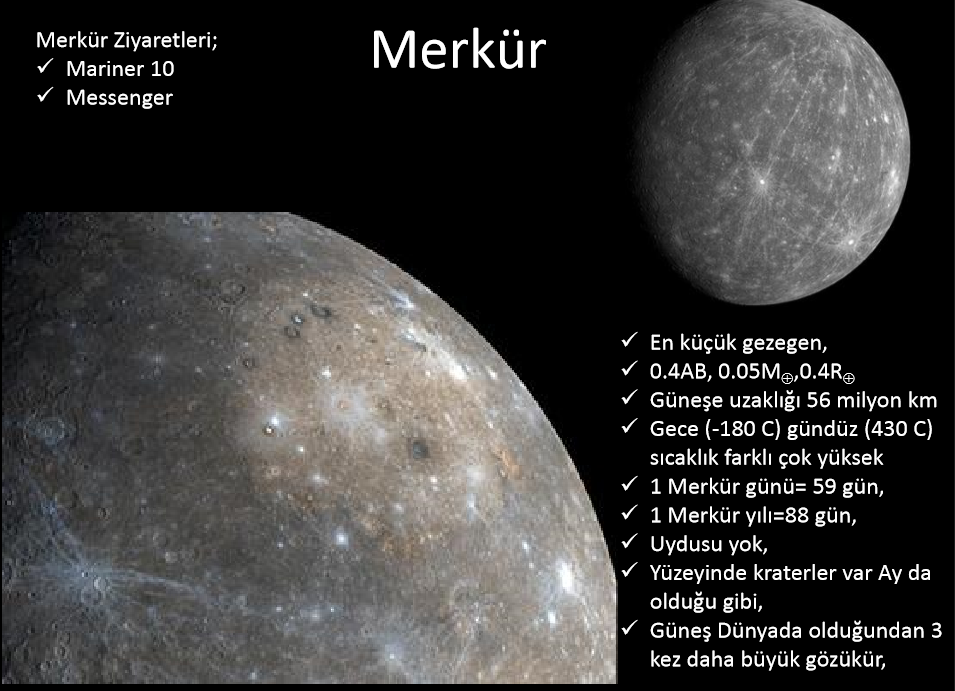 Merkür Ziyaretleri;
✓ Mariner 10
✓ Messenger
Merkür
✓ En küçük gezegen,
✓ 0.4AB, 0.05M⊕,0.4R⊕
✓ Güneşe uzaklığı 56 milyon km
✓ Gece (-180 C) gündüz (430 C)
sıcaklık farklı çok yüksek
✓ 1 Merkür günü= 59 gün,
✓ 1 Merkür yılı=88 gün,
✓ Uydusu yok,
✓ Yüzeyinde kraterler var Ay da
olduğu gibi,
✓ Güneş Dünyada olduğundan 3
kez daha büyük gözükür,